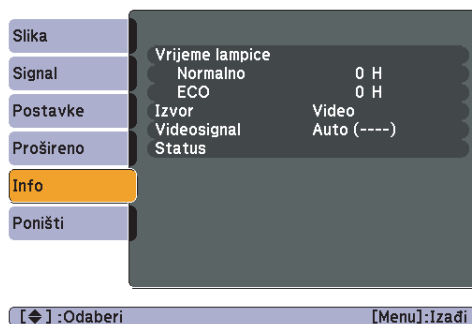 Slika
Signal
Postavke
Prošireno
Info
Poništi
Vrijeme lampice
Normalno 0 H
ECO 0 H
Izvor Video
Videosignal Auto (----)
Status
[◆] :Odaberi [Menu]:Izađi